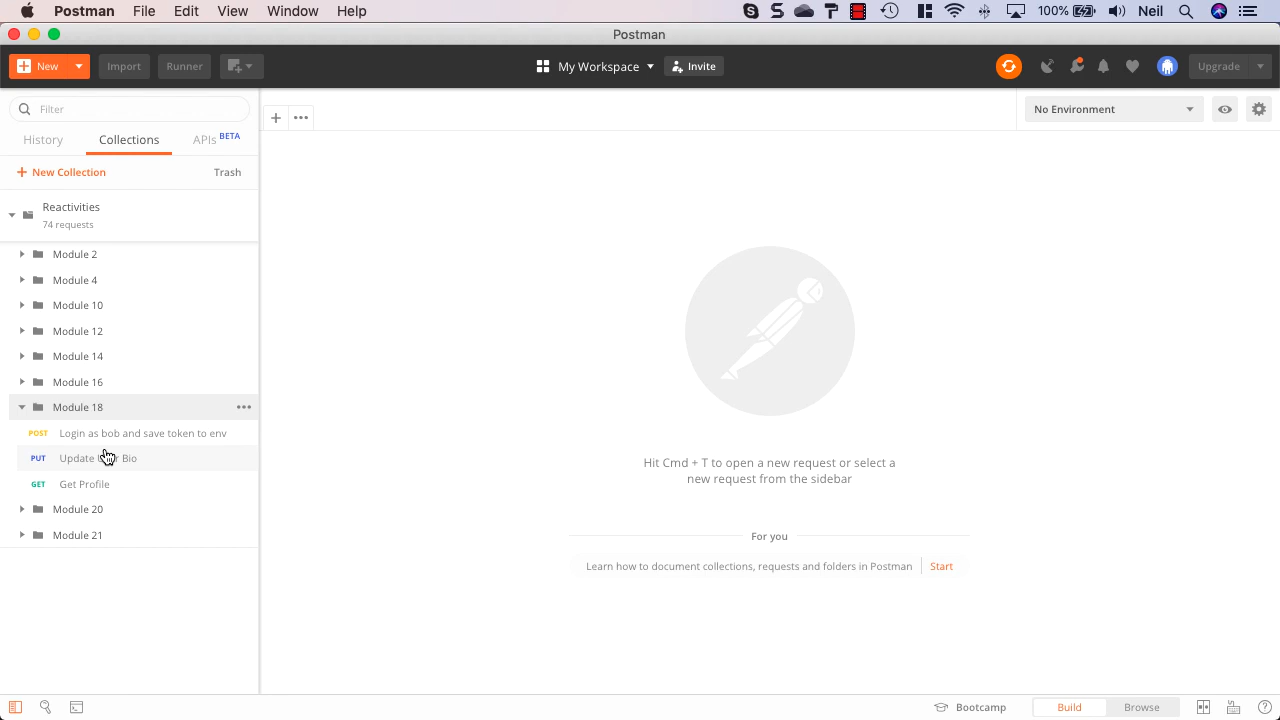 Postman File Edit View Window Help 100% Neil
Postman
New Import Runner My Workspace Invite Upgrade
Filter No Environment
History Collections APIs BETA
New Collection Trash
Reactivities
74 requests
Module 2
Module 4
Module 10
Module 12
Module 14
Module 16
Module 18
POST Login as bob and save token to env
PUT Update Bio
GET Get Profile
Module 20
Module 21
Hit Cmd + T to open a new request or select a
new request from the sidebar
For you
Learn how to document collections, requests and folders in Postman Start
Bootcamp Build Browse